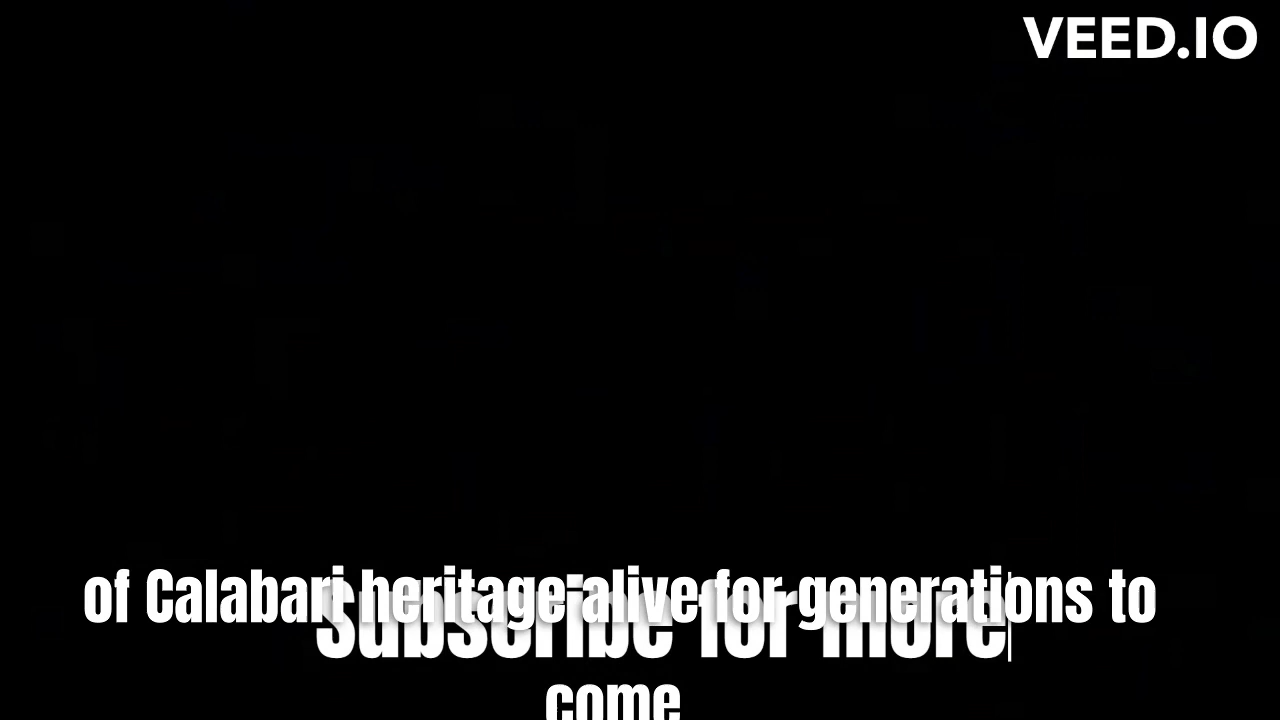 VEED.IO
of Calabari heritage alive for generations to
Subscribe for more
come